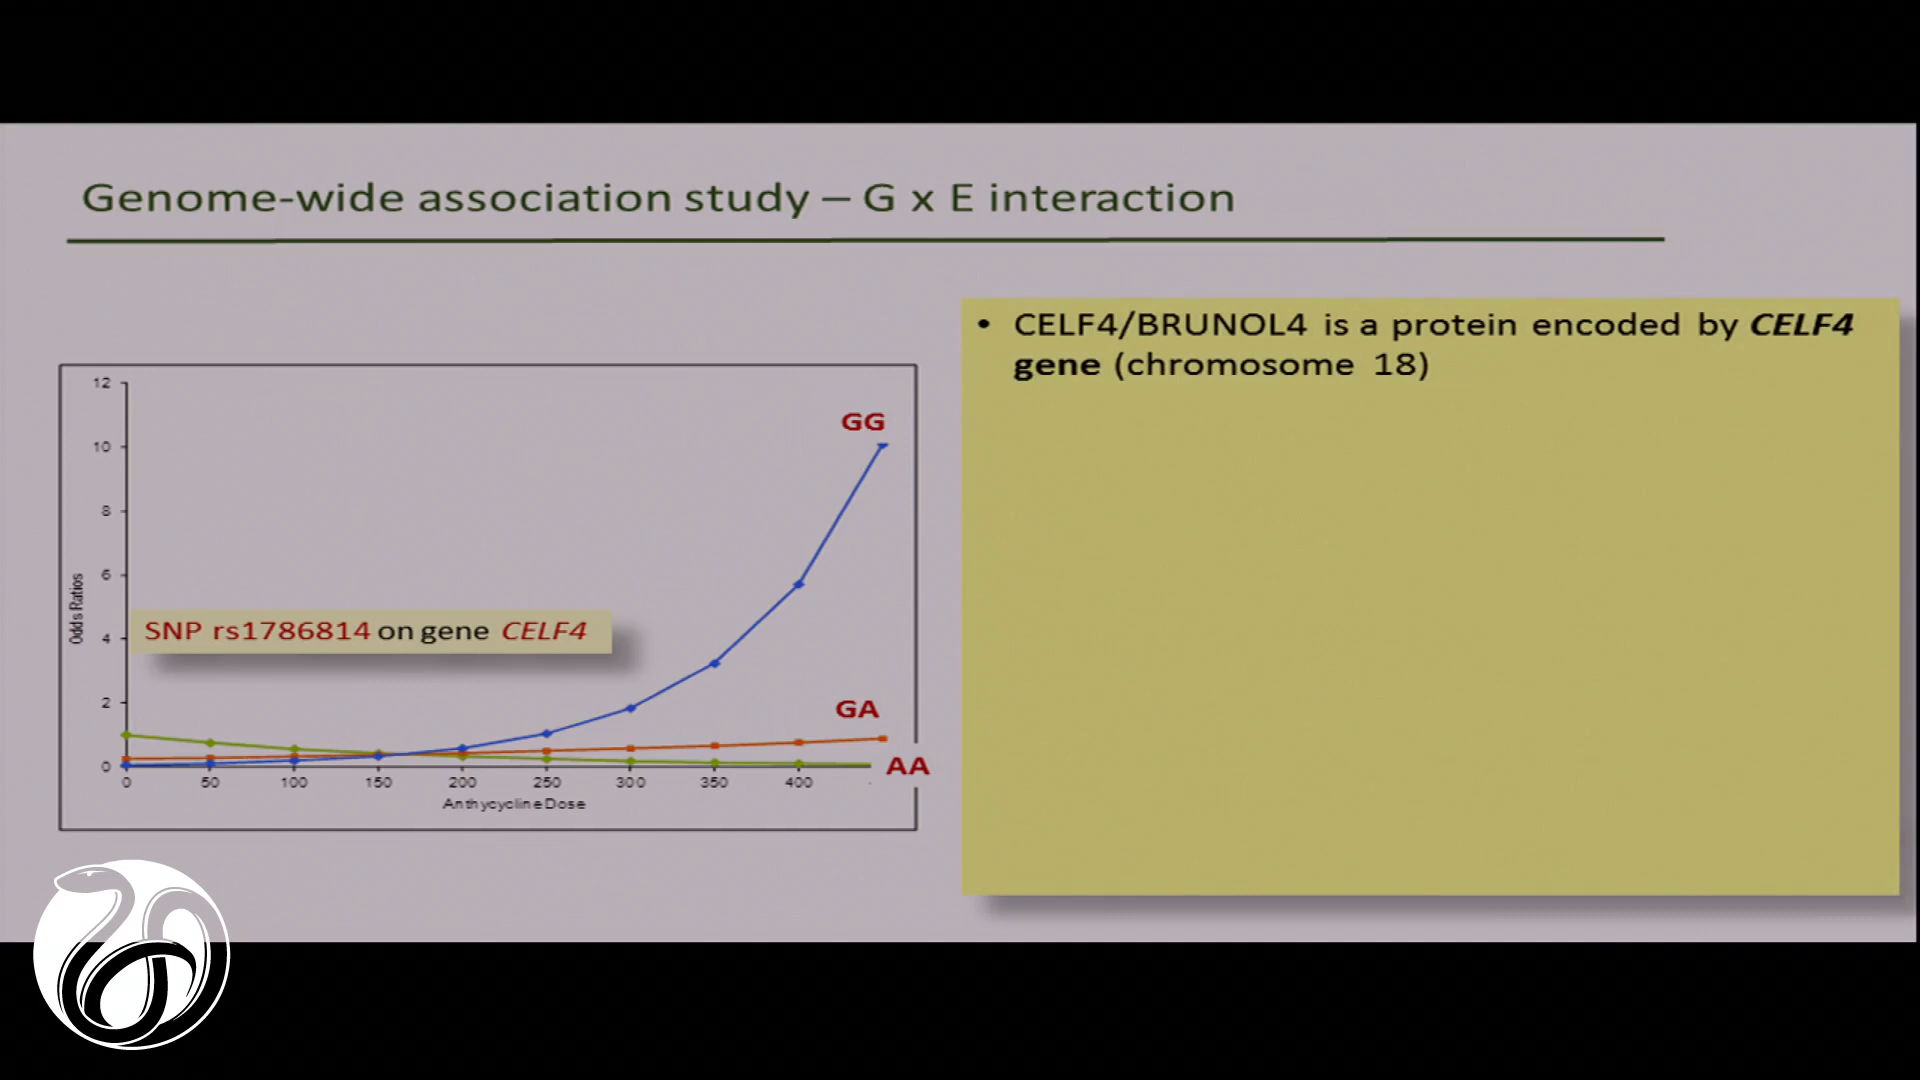 Genome-wide association study – G x E interaction
12
10
8
6
4
2
0
Odds Ratios
0 50 100 150 200 250 300 350 400
Anthycycline Dose
SNP rs1786814 on gene CELF4
GG
GA
AA
• CELF4/BRUNOL4 is a protein encoded by CELF4
gene (chromosome 18)